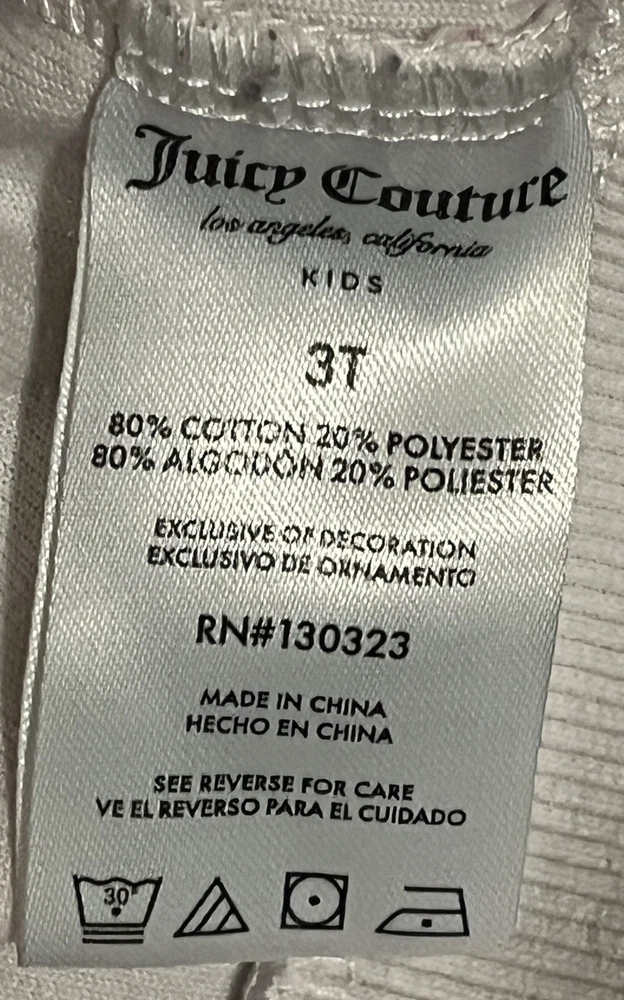 Juicy Couture
los angeles, california
KIDS
3T
80% COTTON 20% POLYESTER
80% ALGODÓN 20% POLIESTER
EXCLUSIVE OF DECORATION
EXCLUSIVO DE ORNAMENTO
RN#130323
MADE IN CHINA
HECHO EN CHINA
SEE REVERSE FOR CARE
VE EL REVERSO PARA EL CUIDADO
30